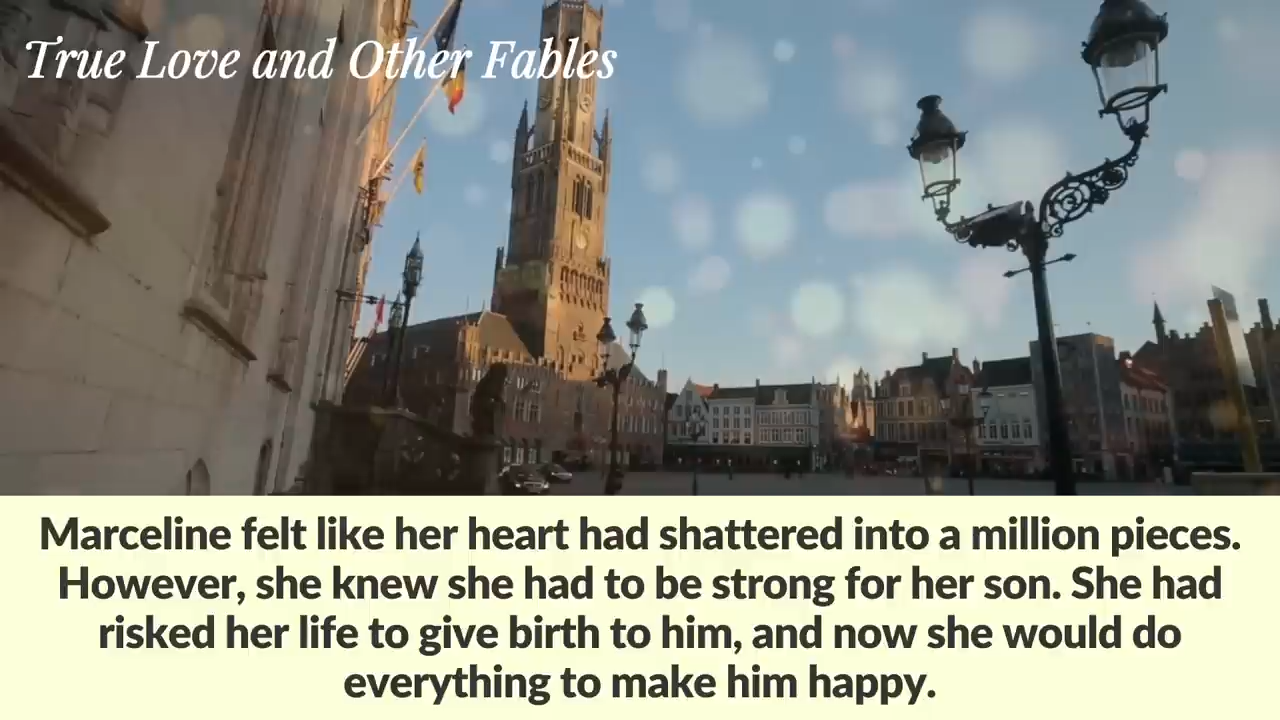 True Love and Other Fables
Marceline felt like her heart had shattered into a million pieces.
However, she knew she had to be strong for her son. She had
risked her life to give birth to him, and now she would do
everything to make him happy.